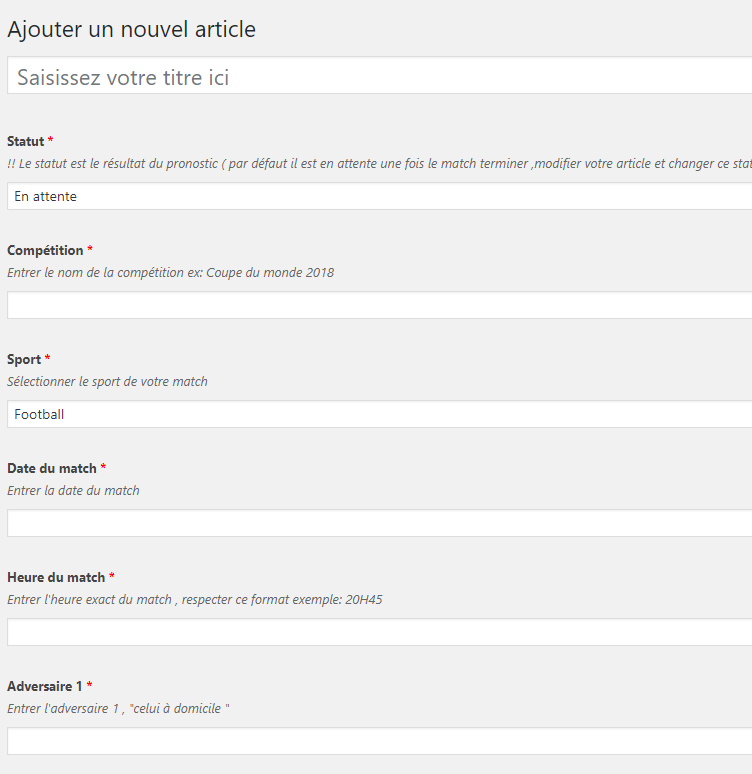 Ajouter un nouvel article
Saisissez votre titre ici
Statut *
!! Le statut est le résultat du pronostic ( par défaut il est en attente une fois le match terminer ,modifier votre article et changer ce
En attente
Compétition *
Entrer le nom de la compétition ex: Coupe du monde 2018
Sport *
Sélectionner le sport de votre match
Football
Date du match *
Entrer la date du match
Heure du match *
Entrer l'heure exact du match , respecter ce format exemple: 20H45
Adversaire 1 *
Entrer l'adversaire 1 , "celui à domicile "